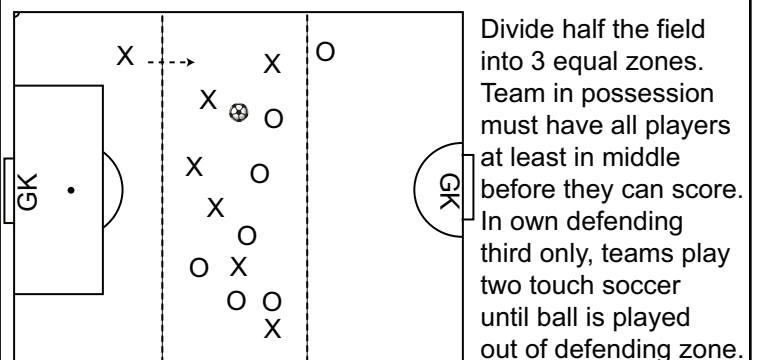 X
X
O
X
O
X
O
X
O
O
X
O
O
X
GK
GK
Divide half the field
into 3 equal zones.
Team in possession
must have all players
at least in middle
before they can score.
In own defending
third only, teams play
two touch soccer
until ball is played
out of defending zone.